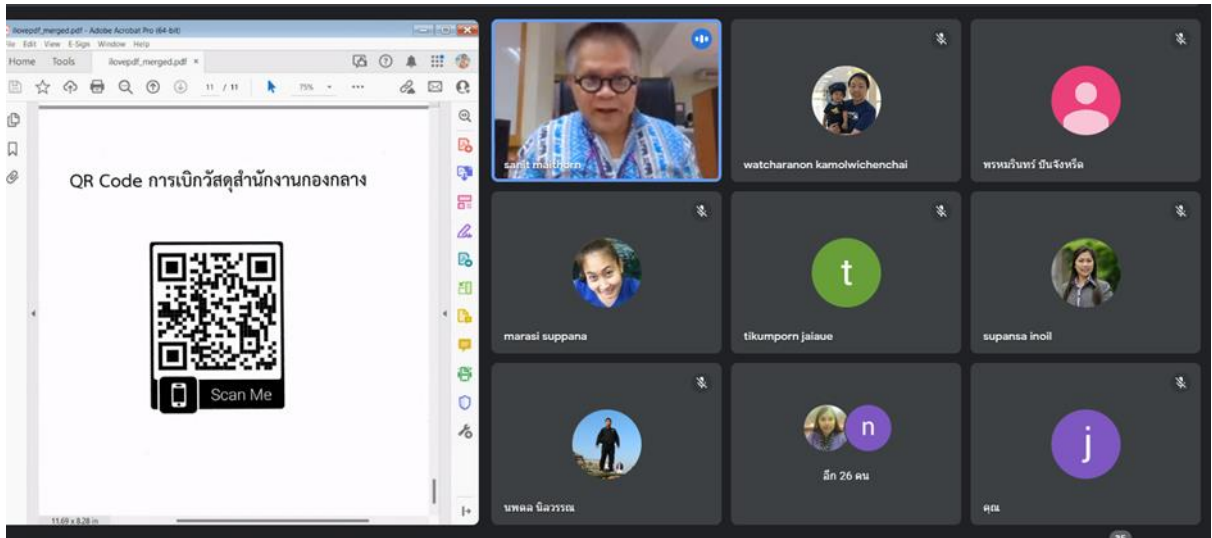 ilovepdf_merged.pdf - Adobe Acrobat Pro (64-bit)
File Edit View E-Sign Window Help
Home Tools ilovepdf_merged.pdf ×
11 / 11 75%
QR Code การเบิกวัสดุสำนักงานกองกลาง
Scan Me
11.69 x 8.28 in
sanit maithorn
watcharanon kamolwichenchai
พรหมรินทร์ ปันจังหรีด
marasi suppana
t
tikumporn jaiaue
supansa inoil
นพดล นิลวรรณ
n
อีก 26 คน
j
คุณ